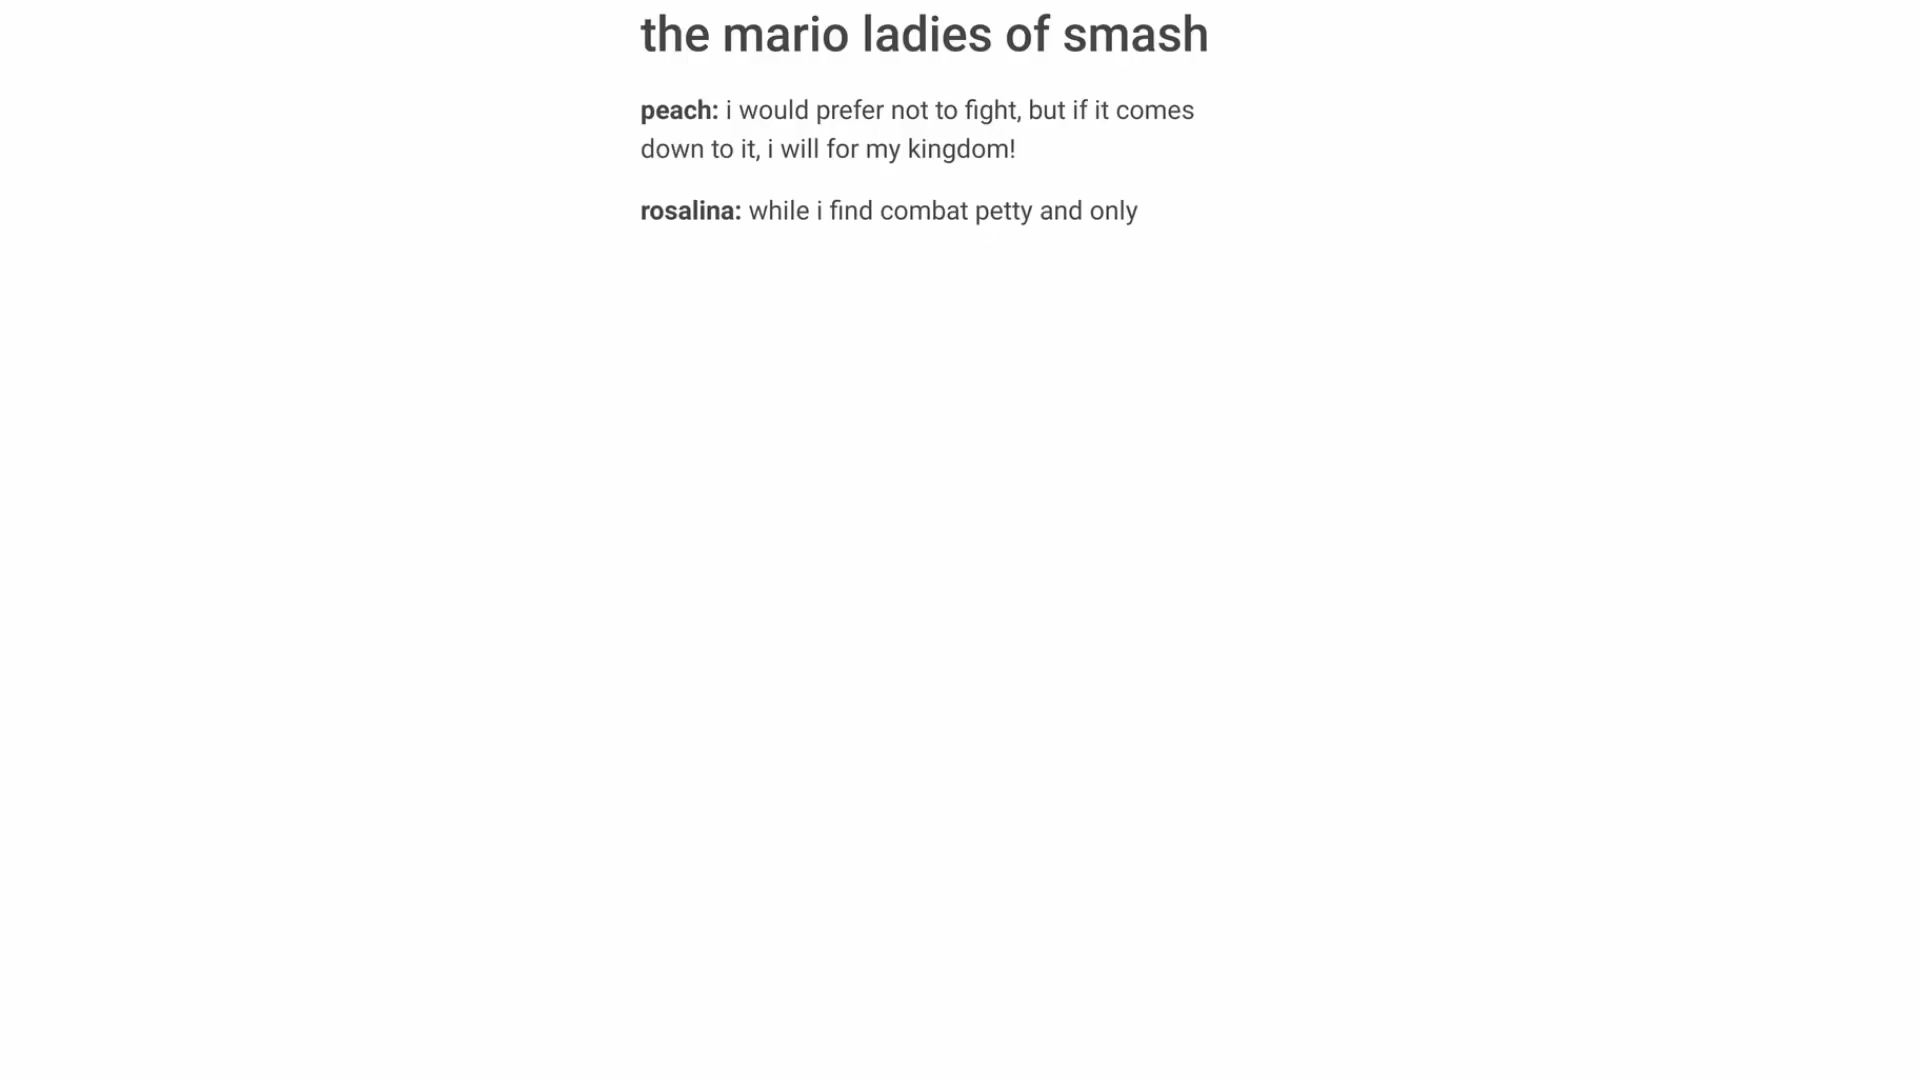 the mario ladies of smash
peach: i would prefer not to fight, but if it comes
down to it, i will for my kingdom!
rosalina: while i find combat petty and only